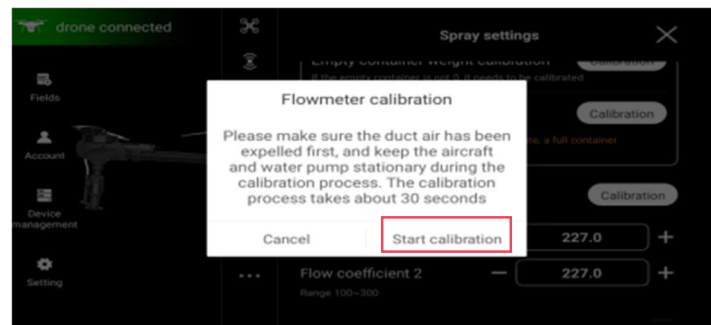 drone connected
Spray settings
Empty container weight calibration
Calibration
If the empty container is not 0, it needs to be calibrated
Fields
Flowmeter calibration
Calibration
Please make sure the duct air has been
expelled first, and keep the aircraft
and water pump stationary during the
calibration process. The calibration
process takes about 30 seconds
a full container
Account
Calibration
Device
management
Cancel
Start calibration
227.0
Setting
Flow coefficient 2
227.0
Range 100~300